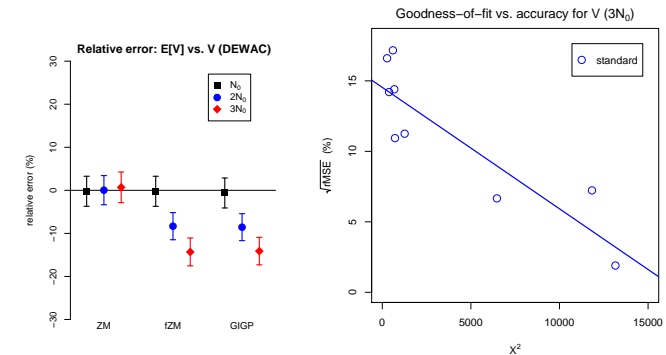 Relative error: E[V] vs. V (DEWAC)
relative error (%)
30
20
10
0
−10
−20
−30
N₀
2N₀
3N₀
ZM
fZM
GIGP
Goodness−of−fit vs. accuracy for V (3N₀)
√rMSE (%)
15
10
5
0
standard
0
5000
10000
15000
X²